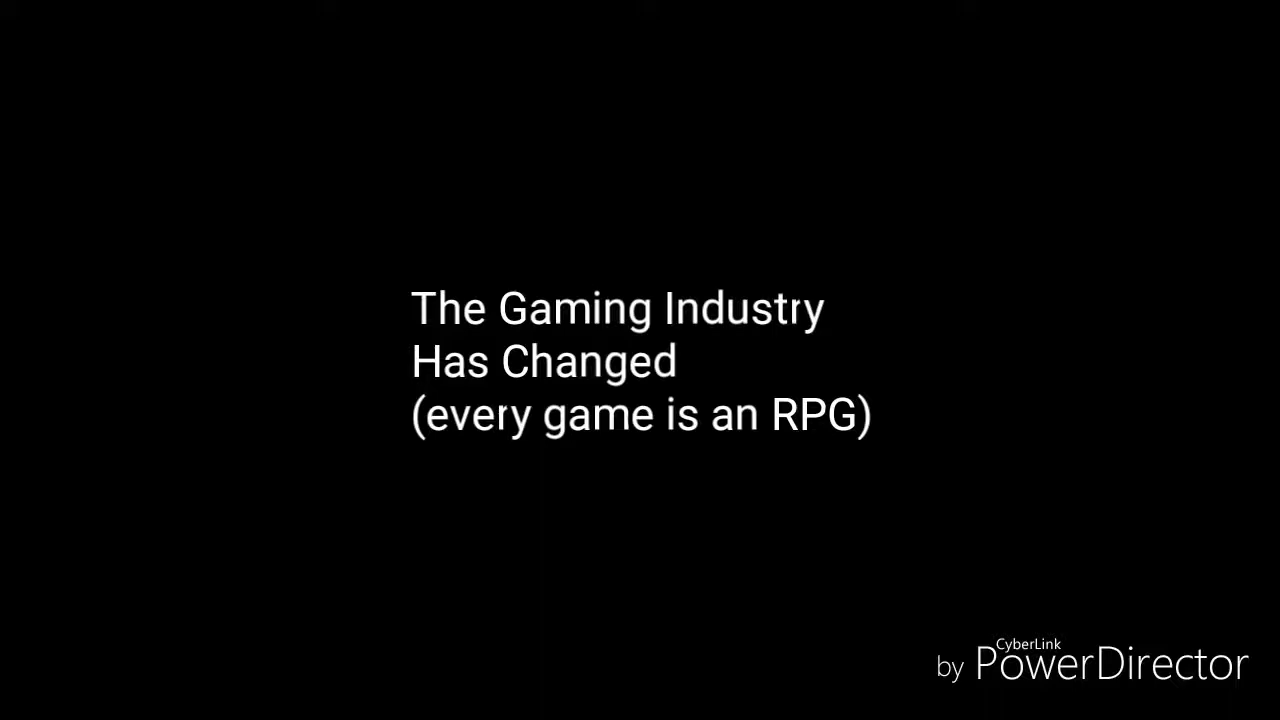 The Gaming Industry
Has Changed
(every game is an RPG)
CyberLink
by PowerDirector